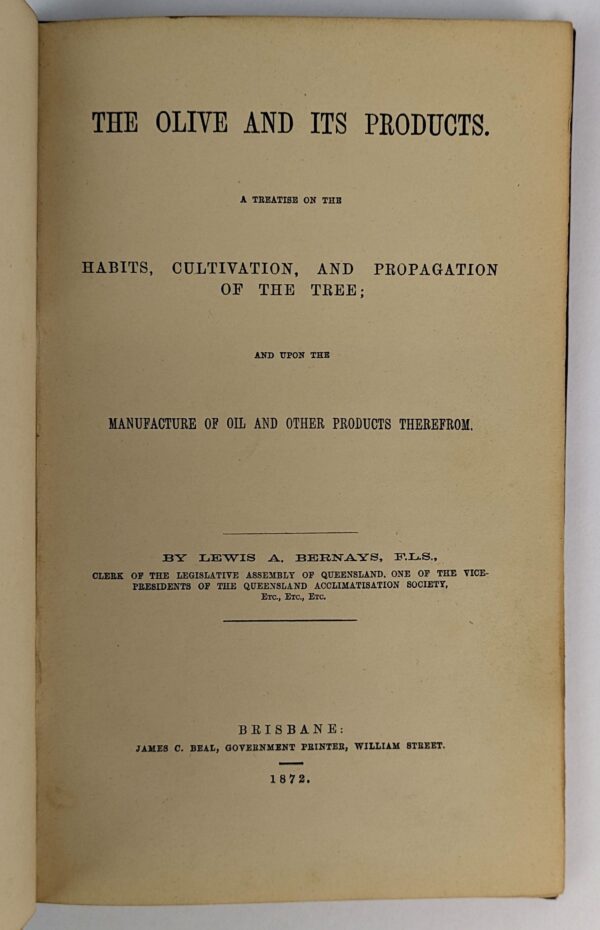 THE OLIVE AND ITS PRODUCTS.
A TREATISE ON THE
HABITS, CULTIVATION, AND PROPAGATION
OF THE TREE;
AND UPON THE
MANUFACTURE OF OIL AND OTHER PRODUCTS THEREFROM.
BY LEWIS A. BERNAYS, F.L.S.,
CLERK OF THE LEGISLATIVE ASSEMBLY OF QUEENSLAND, ONE OF THE VICE-
PRESIDENTS OF THE QUEENSLAND ACCLIMATISATION SOCIETY,
ETC., ETC., ETC.
BRISBANE:
JAMES C. BEAL, GOVERNMENT PRINTER, WILLIAM STREET.
1872.